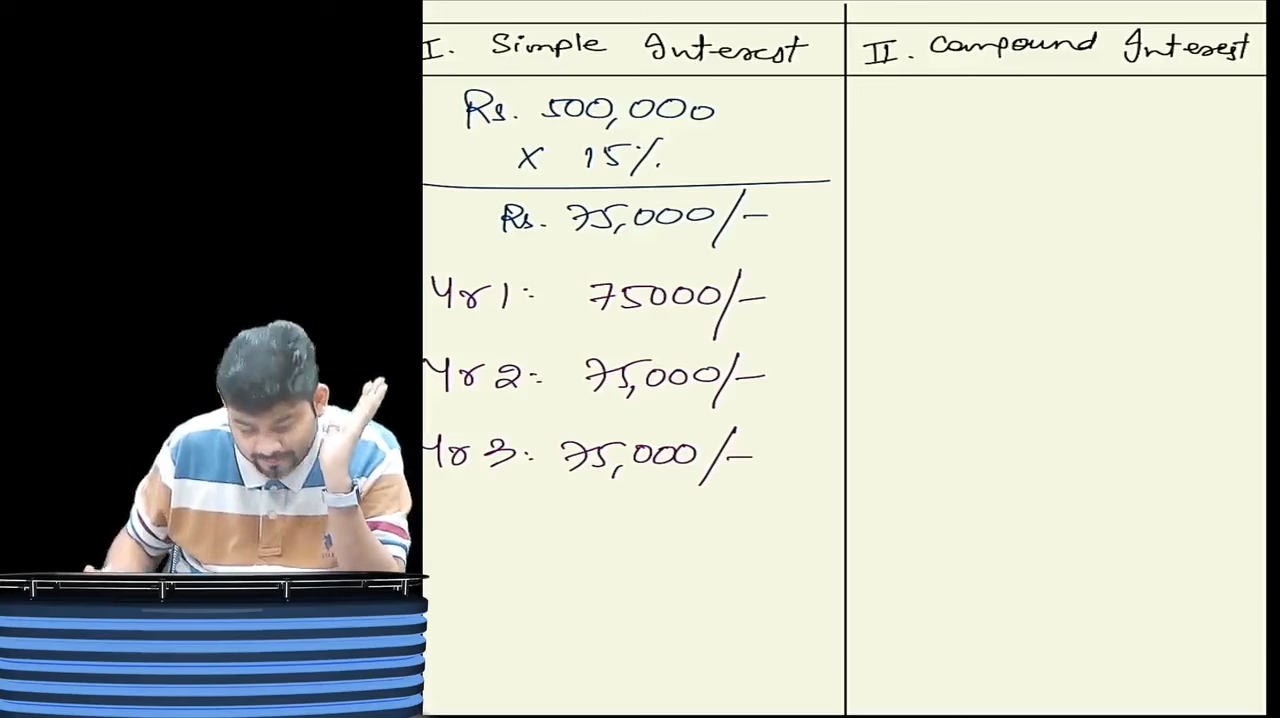 I. Simple Interest
II. Compound Interest
Rs. 500,000
x 15%
Rs. 75,000/-
Yr 1: 75000/-
Yr 2: 75,000/-
Yr 3: 75,000/-